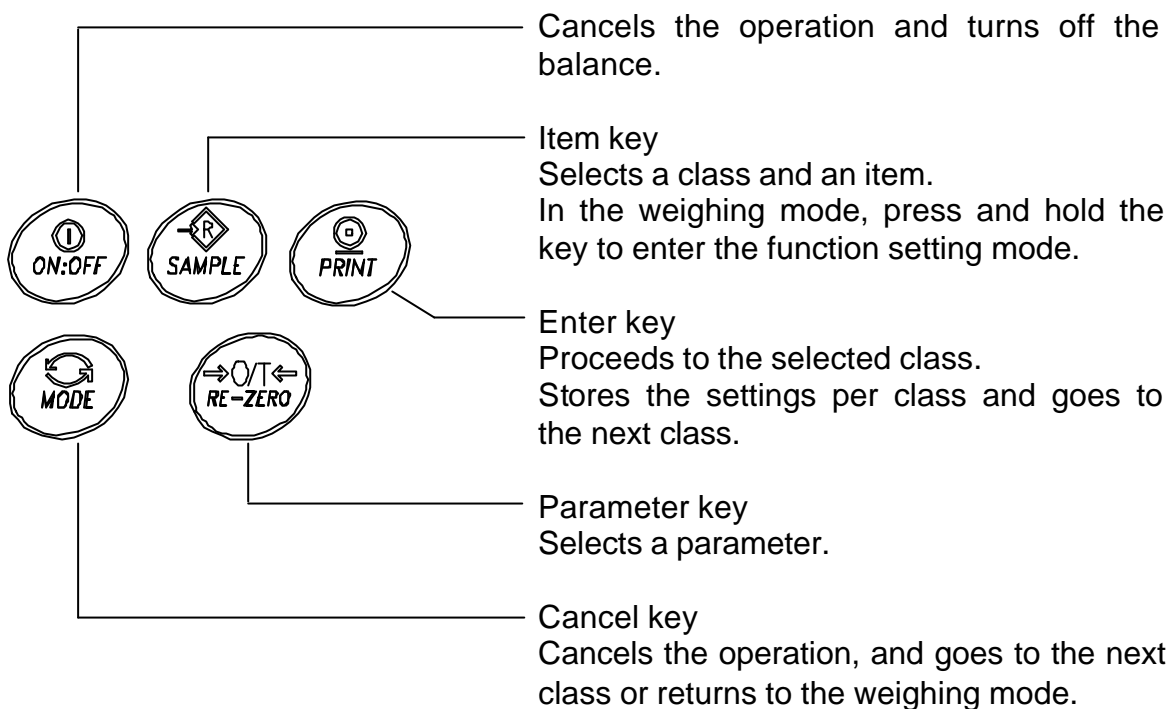 Cancels the operation and turns off the
balance.
Item key
Selects a class and an item.
In the weighing mode, press and hold the
key to enter the function setting mode.
ON:OFF
R
SAMPLE
PRINT
Enter key
Proceeds to the selected class.
Stores the settings per class and goes to
the next class.
MODE
→0/T←
RE-ZERO
Parameter key
Selects a parameter.
Cancel key
Cancels the operation, and goes to the next
class or returns to the weighing mode.